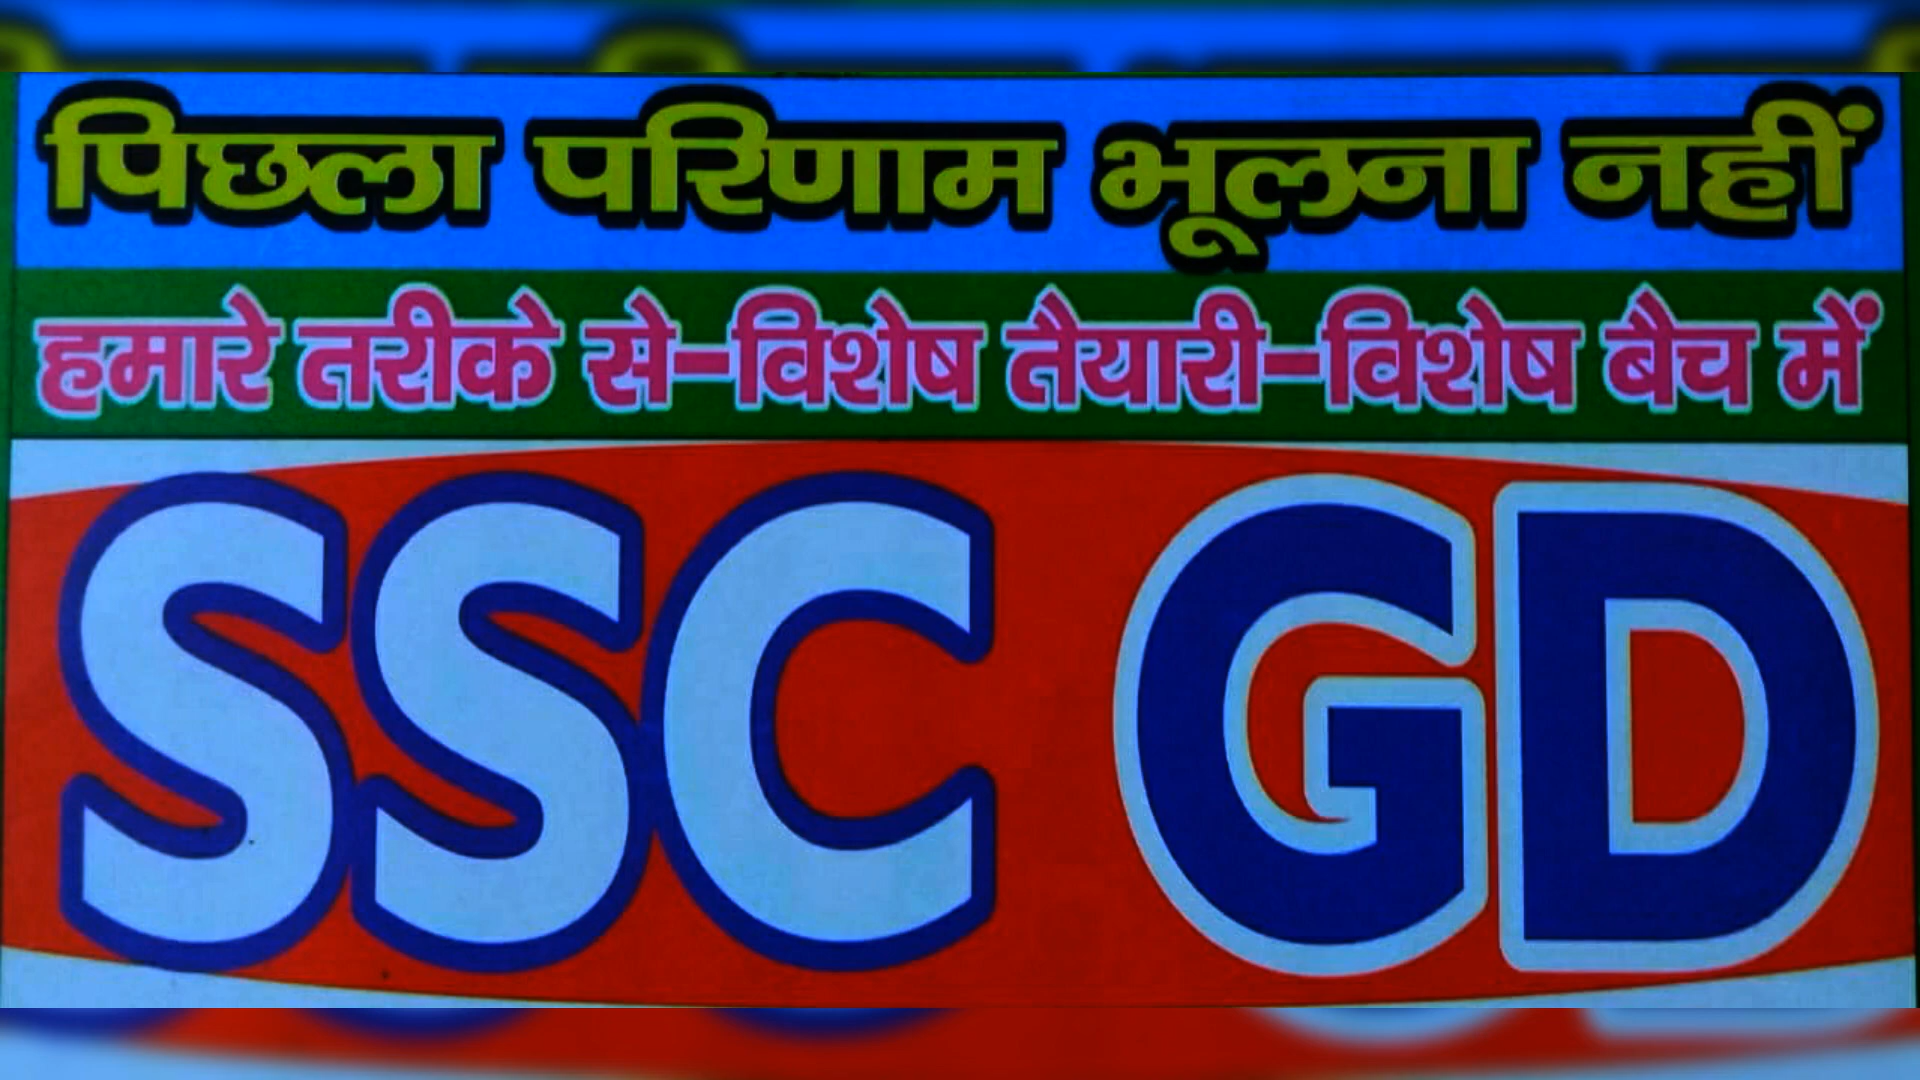 पिछला परिणाम भूलना नहीं
हमारे तरीके से-विशेष तैयारी-विशेष बैच में
SSC GD